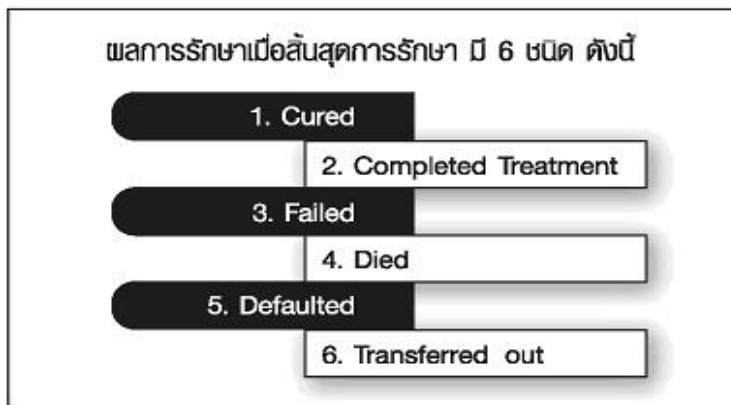 ผลการรักษาเมื่อสิ้นสุดการรักษา มี 6 ชนิด ดังนี้
1. Cured
2. Completed Treatment
3. Failed
4. Died
5. Defaulted
6. Transferred out